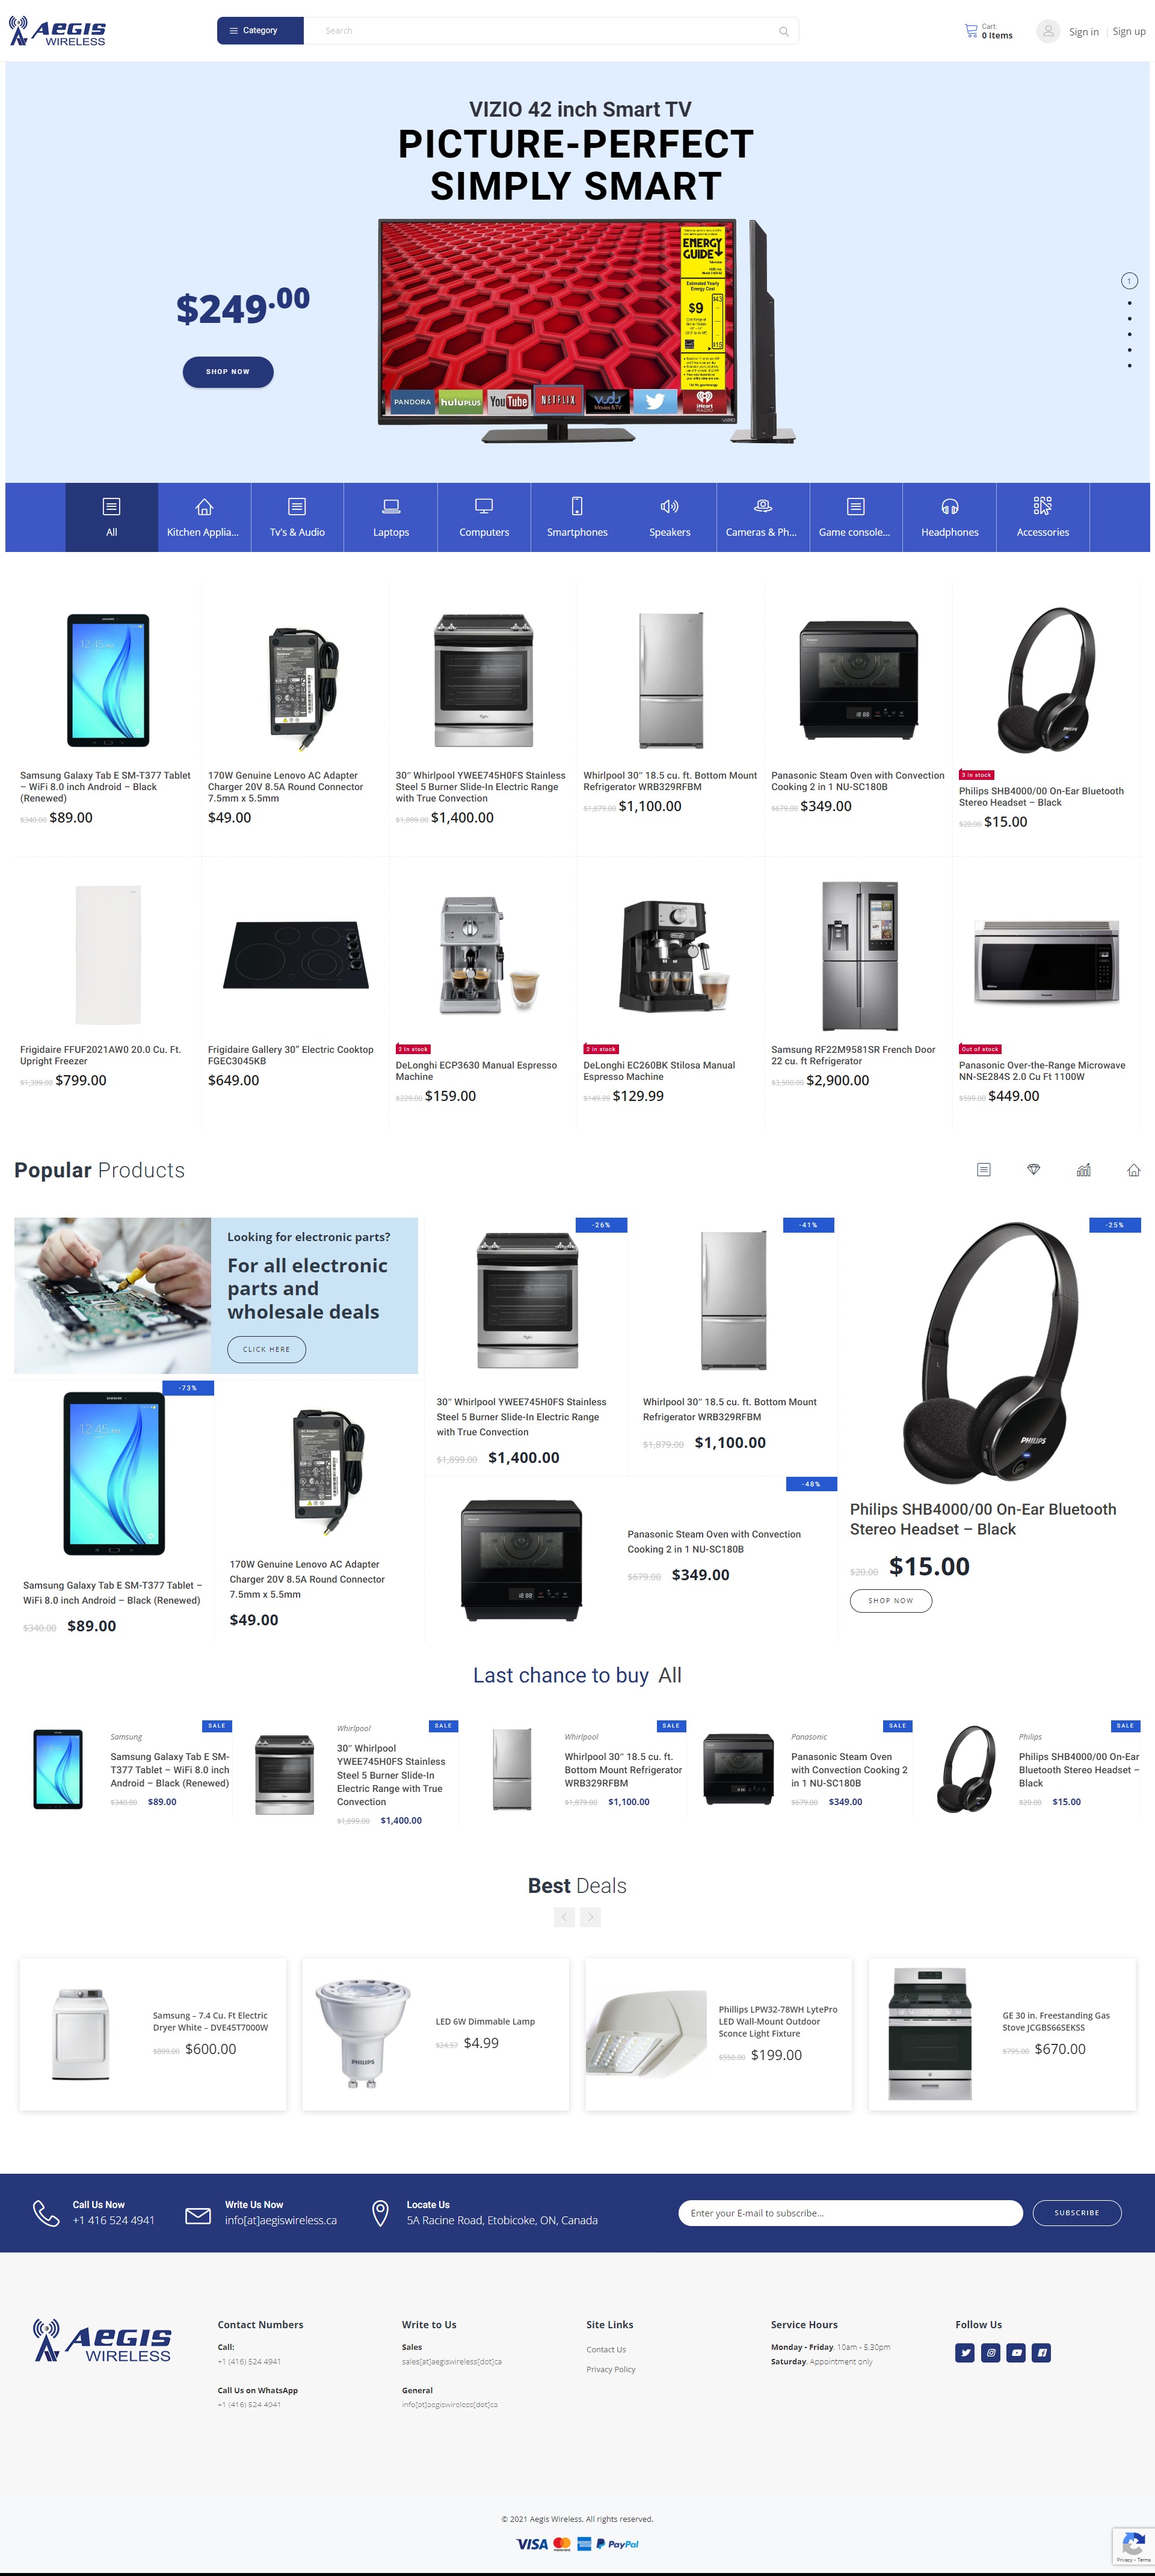 AEGIS
WIRELESS
Category
Search
Cart:
0 Items
Sign in | Sign up
VIZIO 42 inch Smart TV
PICTURE-PERFECT
SIMPLY SMART
$249.00
SHOP NOW
1
ENERGY
GUIDE
Estimated Yearly
Energy Cost
$9
$43
$15
PANDORA
huluPLUS
YouTube
NETFLIX
vudu
Movies & TV
iHeart
RADIO
VIZIO
All
Kitchen Applia...
Tv's & Audio
Laptops
Computers
Smartphones
Speakers
Cameras & Ph...
Game console...
Headphones
Accessories
Samsung Galaxy Tab E SM-T377 Tablet
– WiFi 8.0 inch Android – Black
(Renewed)
$340.00 $89.00
170W Genuine Lenovo AC Adapter
Charger 20V 8.5A Round Connector
7.5mm x 5.5mm
$49.00
30″ Whirlpool YWEE745H0FS Stainless
Steel 5 Burner Slide-In Electric Range
with True Convection
$1,899.00 $1,400.00
Whirlpool 30″ 18.5 cu. ft. Bottom Mount
Refrigerator WRB329RFBM
$1,879.00 $1,100.00
Panasonic Steam Oven with Convection
Cooking 2 in 1 NU-SC180B
$679.00 $349.00
3 in stock
Philips SHB4000/00 On-Ear Bluetooth
Stereo Headset – Black
$20.00 $15.00
Frigidaire FFUF2021AW0 20.0 Cu. Ft.
Upright Freezer
$1,399.00 $799.00
Frigidaire Gallery 30” Electric Cooktop
FGEC3045KB
$649.00
2 in stock
DeLonghi ECP3630 Manual Espresso
Machine
$229.00 $159.00
2 in stock
DeLonghi EC260BK Stilosa Manual
Espresso Machine
$149.99 $129.99
Samsung RF22M9581SR French Door
22 cu. ft Refrigerator
$3,500.00 $2,900.00
Out of stock
Panasonic Over-the-Range Microwave
NN-SE284S 2.0 Cu Ft 1100W
$599.00 $449.00
Popular Products
Looking for electronic parts?
For all electronic
parts and
wholesale deals
CLICK HERE
-73%
12:45
Samsung Galaxy Tab E SM-T377 Tablet –
WiFi 8.0 inch Android – Black (Renewed)
$340.00 $89.00
170W Genuine Lenovo AC Adapter
Charger 20V 8.5A Round Connector
7.5mm x 5.5mm
$49.00
-26%
30″ Whirlpool YWEE745H0FS Stainless
Steel 5 Burner Slide-In Electric Range
with True Convection
$1,899.00 $1,400.00
-41%
Whirlpool 30″ 18.5 cu. ft. Bottom Mount
Refrigerator WRB329RFBM
$1,879.00 $1,100.00
-48%
Panasonic Steam Oven with Convection
Cooking 2 in 1 NU-SC180B
$679.00 $349.00
-25%
PHILIPS
Philips SHB4000/00 On-Ear Bluetooth
Stereo Headset – Black
$20.00 $15.00
SHOP NOW
Last chance to buy All
SALE
Samsung
Samsung Galaxy Tab E SM-
T377 Tablet – WiFi 8.0 inch
Android – Black (Renewed)
$340.00 $89.00
SALE
Whirlpool
30″ Whirlpool
YWEE745H0FS Stainless
Steel 5 Burner Slide-In
Electric Range with True
Convection
$1,899.00 $1,400.00
SALE
Whirlpool
Whirlpool 30″ 18.5 cu. ft.
Bottom Mount Refrigerator
WRB329RFBM
$1,879.00 $1,100.00
SALE
Panasonic
Panasonic Steam Oven
with Convection Cooking 2
in 1 NU-SC180B
$679.00 $349.00
SALE
Philips
Philips SHB4000/00 On-Ear
Bluetooth Stereo Headset –
Black
$20.00 $15.00
Best Deals
Samsung – 7.4 Cu. Ft Electric
Dryer White – DVE45T7000W
$899.00 $600.00
PHILIPS
LED 6W Dimmable Lamp
$24.57 $4.99
Phillips LPW32-78WH LytePro
LED Wall-Mount Outdoor
Sconce Light Fixture
$550.00 $199.00
GE 30 in. Freestanding Gas
Stove JCGBS66SEKSS
$795.00 $670.00
Call Us Now
+1 416 524 4941
Write Us Now
info[at]aegiswireless.ca
Locate Us
5A Racine Road, Etobicoke, ON, Canada
Enter your E-mail to subscribe...
SUBSCRIBE
AEGIS
WIRELESS
Contact Numbers
Call:
+1 (416) 524 4941
Call Us on WhatsApp
+1 (416) 524 4941
Write to Us
Sales
sales[at]aegiswireless[dot]ca
General
info[at]aegiswireless[dot]ca
Site Links
Contact Us
Privacy Policy
Service Hours
Monday - Friday. 10am - 5.30pm
Saturday. Appointment only
Follow Us
© 2021 Aegis Wireless. All rights reserved.
VISA
PayPal
Privacy - Terms